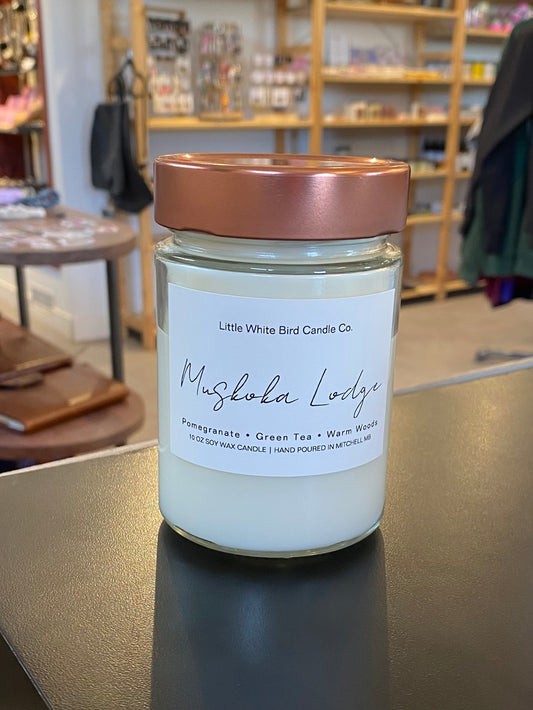 Little White Bird Candle Co.
Muskoka Lodge
Pomegranate • Green Tea • Warm Woods
10 OZ SOY WAX CANDLE | HAND POURED IN MITCHELL MB